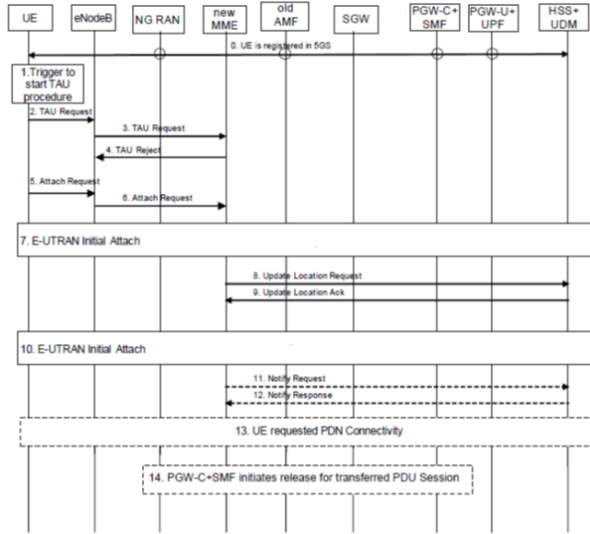 UE
eNodeB
NG RAN
new
MME
old
AMF
SGW
PGW-C+
SMF
PGW-U+
UPF
HSS+
UDM
0. UE is registered in 5GS
1.Trigger to
start TAU
procedure
2. TAU Request
3. TAU Request
4. TAU Reject
5. Attach Request
6. Attach Request
7. E-UTRAN Initial Attach
8. Update Location Request
9. Update Location Ack
10. E-UTRAN Initial Attach
11. Notify Request
12. Notify Response
13. UE requested PDN Connectivity
14. PGW-C+SMF initiates release for transferred PDU Session